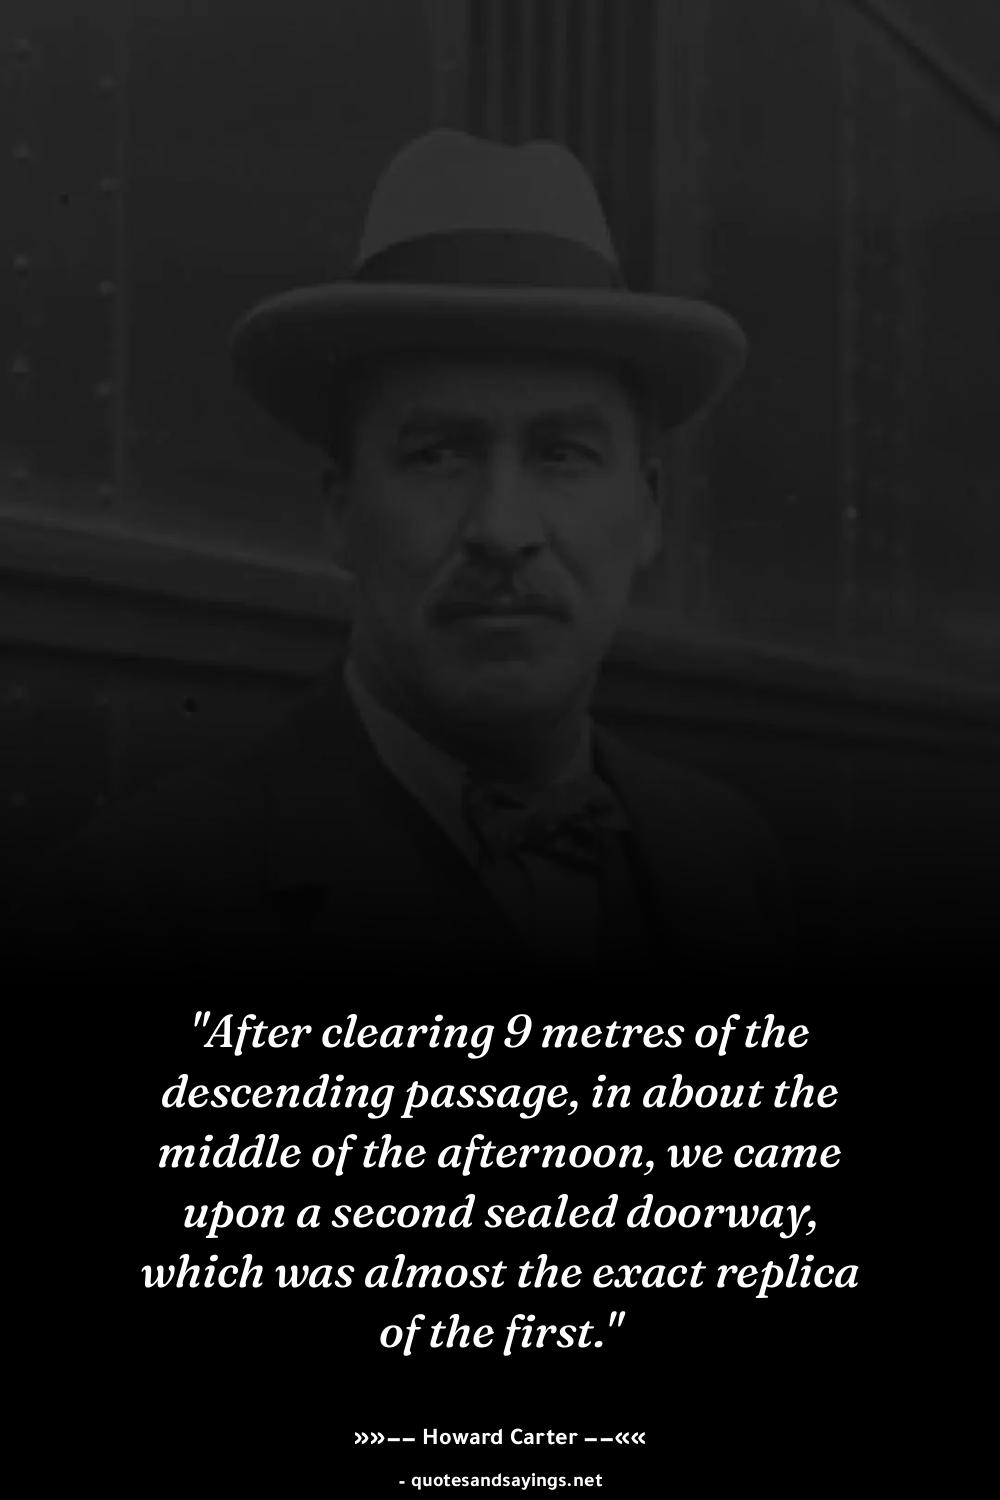 "After clearing 9 metres of the
descending passage, in about the
middle of the afternoon, we came
upon a second sealed doorway,
which was almost the exact replica
of the first."
»»–– Howard Carter ––««
- quotesandsayings.net